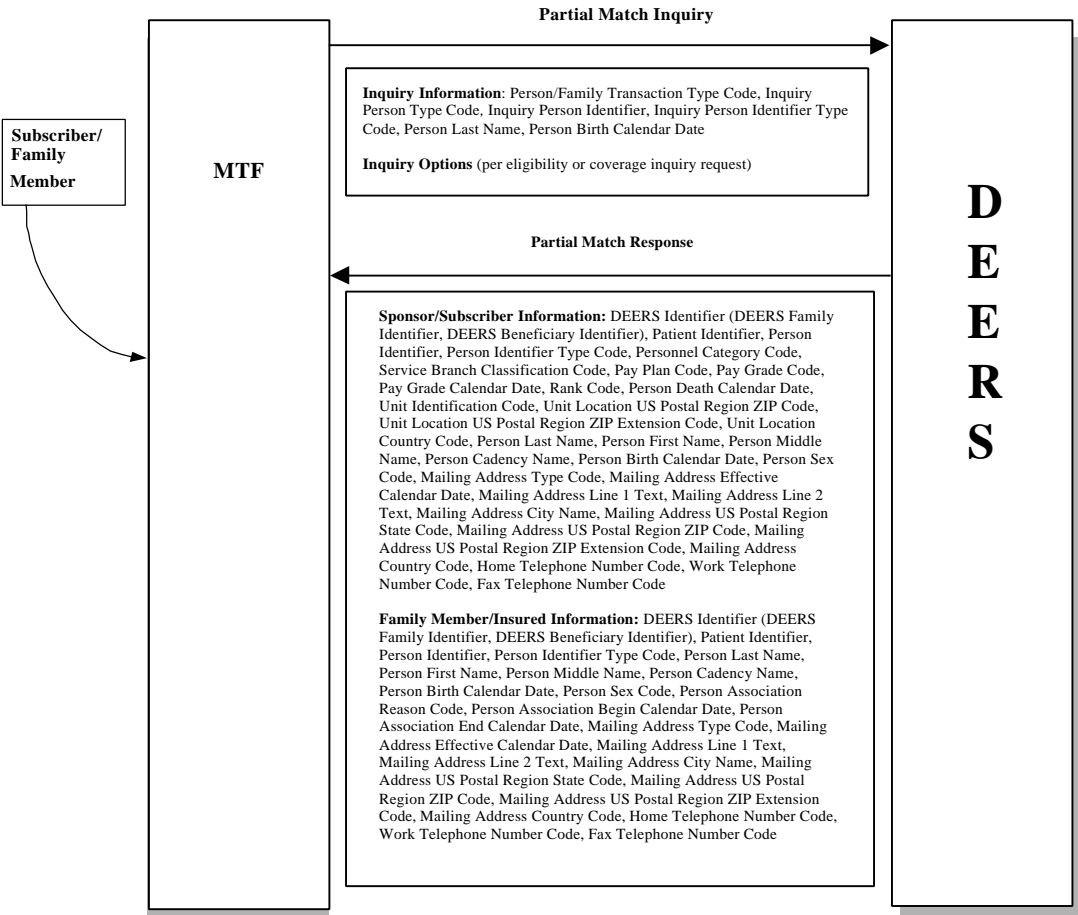 Partial Match Inquiry
Inquiry Information: Person/Family Transaction Type Code, Inquiry
Person Type Code, Inquiry Person Identifier, Inquiry Person Identifier Type
Code, Person Last Name, Person Birth Calendar Date
Inquiry Options (per eligibility or coverage inquiry request)
Subscriber/
Family
Member
MTF
D
E
E
R
S
Partial Match Response
Sponsor/Subscriber Information: DEERS Identifier (DEERS Family
Identifier, DEERS Beneficiary Identifier), Patient Identifier, Person
Identifier, Person Identifier Type Code, Personnel Category Code,
Service Branch Classification Code, Pay Plan Code, Pay Grade Code,
Pay Grade Calendar Date, Rank Code, Person Death Calendar Date,
Unit Identification Code, Unit Location US Postal Region ZIP Code,
Unit Location US Postal Region ZIP Extension Code, Unit Location
Country Code, Person Last Name, Person First Name, Person Middle
Name, Person Cadency Name, Person Birth Calendar Date, Person Sex
Code, Mailing Address Type Code, Mailing Address Effective
Calendar Date, Mailing Address Line 1 Text, Mailing Address Line 2
Text, Mailing Address City Name, Mailing Address US Postal Region
State Code, Mailing Address US Postal Region ZIP Code, Mailing
Address US Postal Region ZIP Extension Code, Mailing Address
Country Code, Home Telephone Number Code, Work Telephone
Number Code, Fax Telephone Number Code
Family Member/Insured Information: DEERS Identifier (DEERS
Family Identifier, DEERS Beneficiary Identifier), Patient Identifier,
Person Identifier, Person Identifier Type Code, Person Last Name,
Person First Name, Person Middle Name, Person Cadency Name,
Person Birth Calendar Date, Person Sex Code, Person Association
Reason Code, Person Association Begin Calendar Date, Person
Association End Calendar Date, Mailing Address Type Code, Mailing
Address Effective Calendar Date, Mailing Address Line 1 Text,
Mailing Address Line 2 Text, Mailing Address City Name, Mailing
Address US Postal Region State Code, Mailing Address US Postal
Region ZIP Code, Mailing Address US Postal Region ZIP Extension
Code, Mailing Address Country Code, Home Telephone Number Code,
Work Telephone Number Code, Fax Telephone Number Code